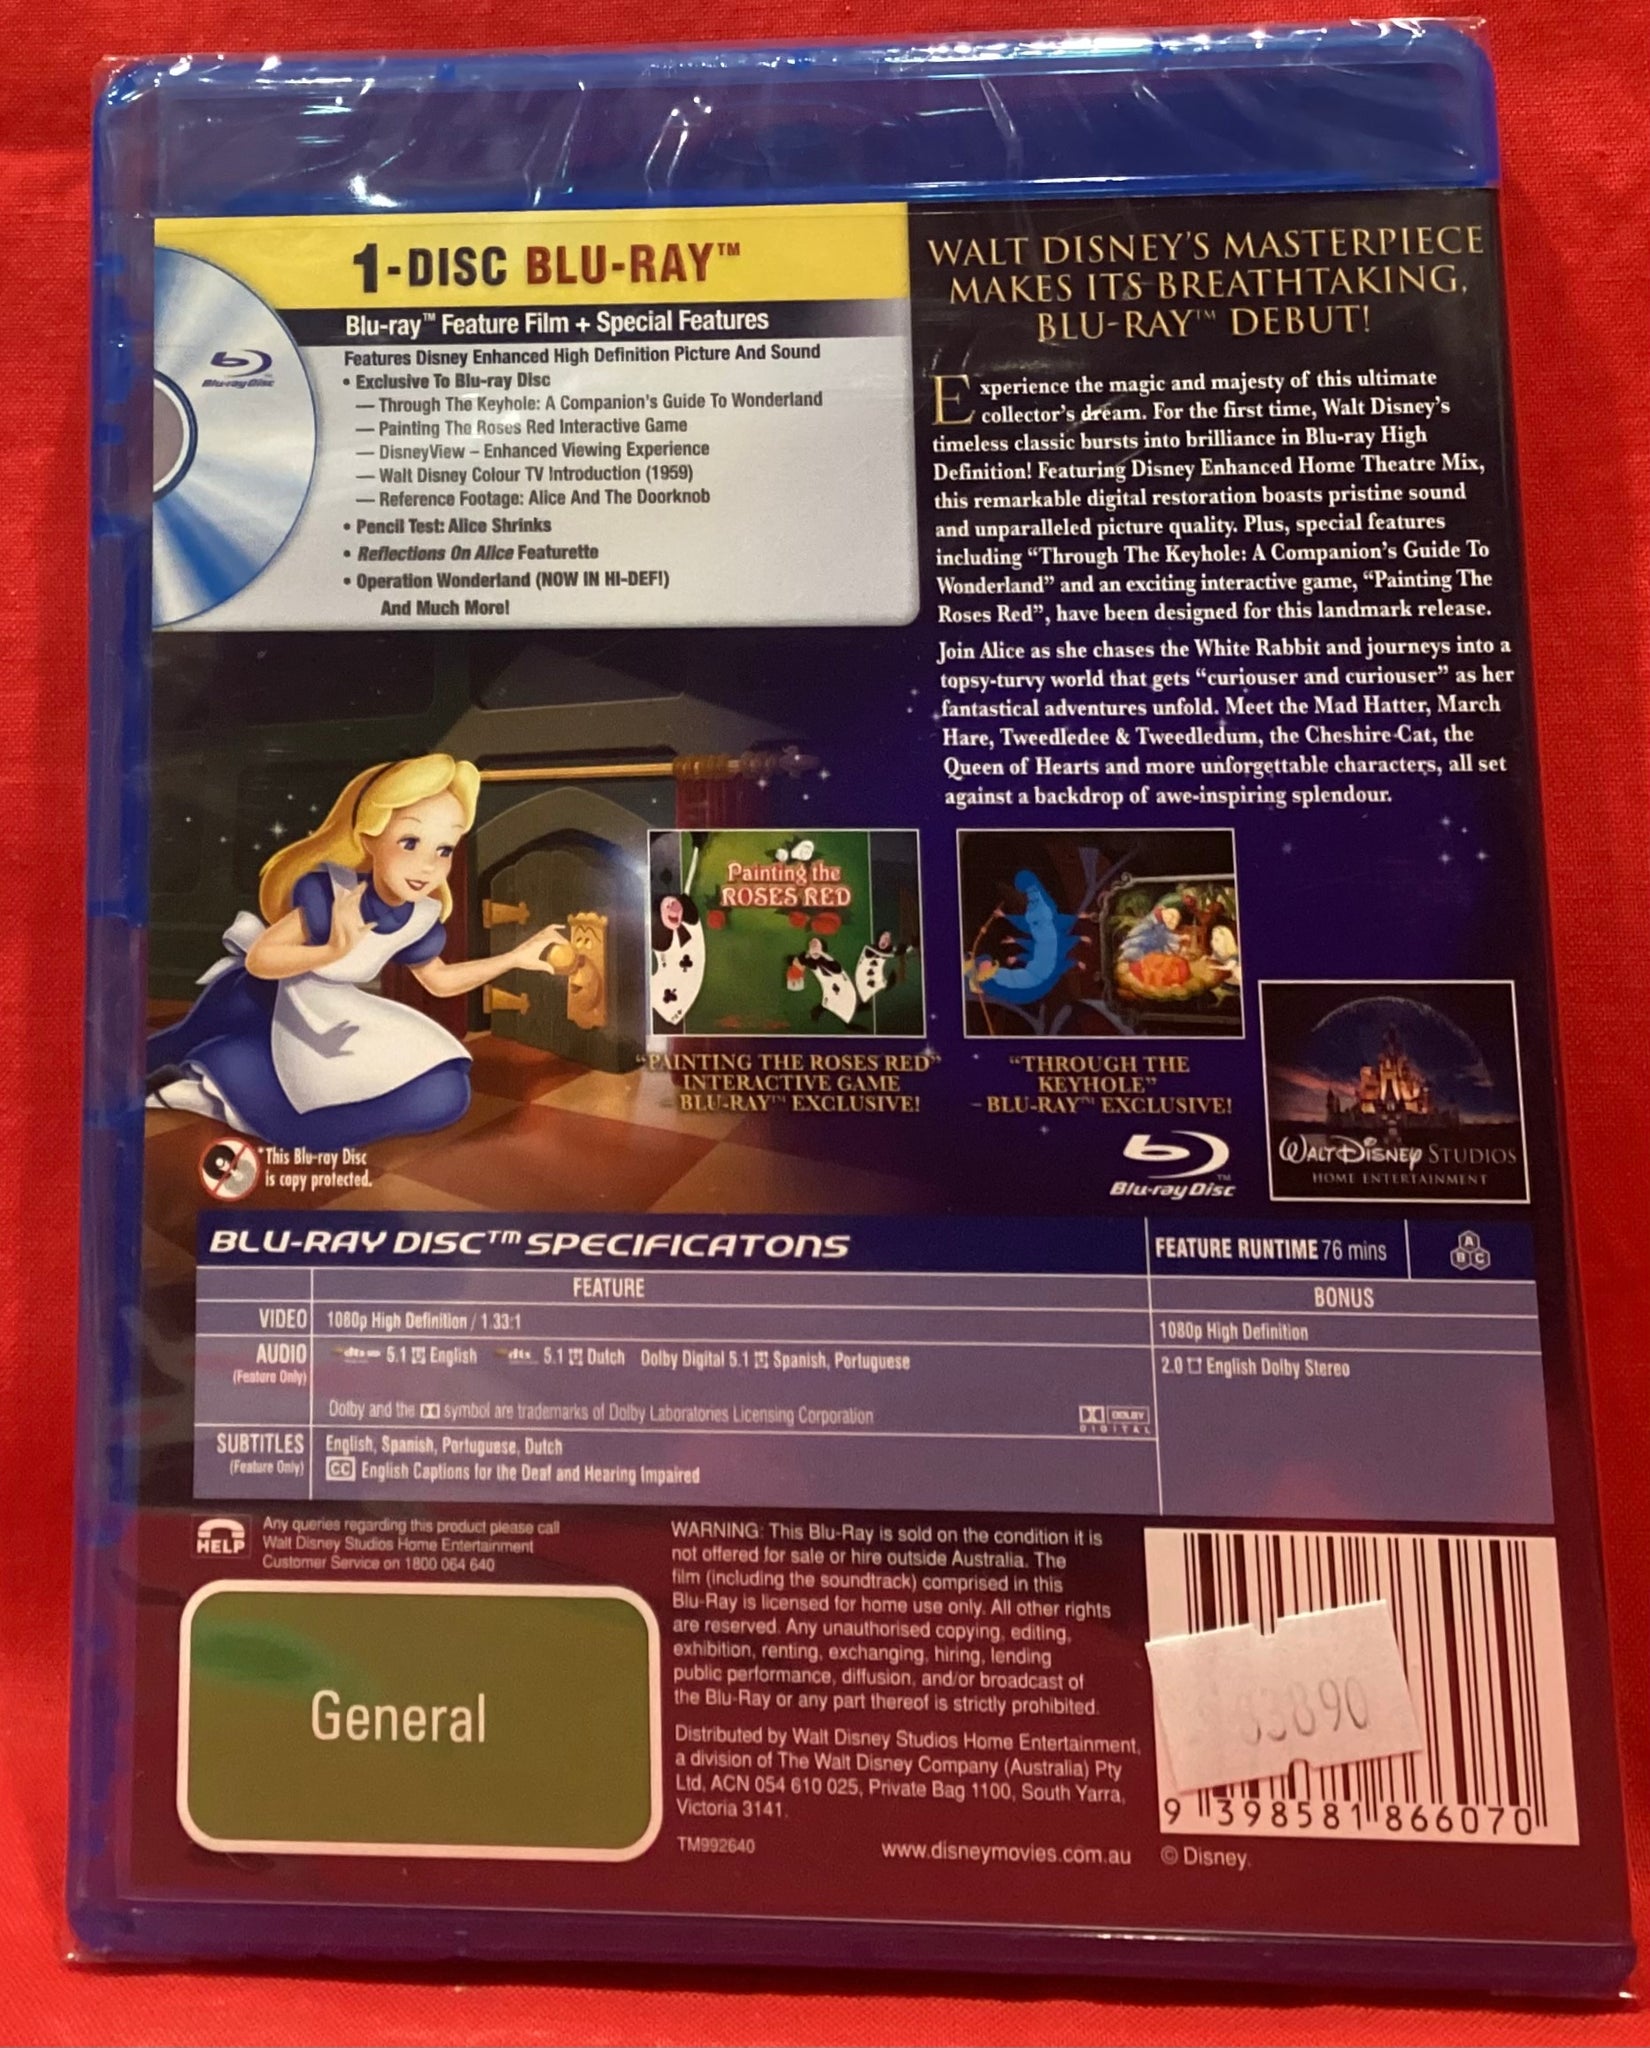 1-DISC BLU-RAY™
Blu-ray™ Feature Film + Special Features
Blu-ray Disc
Features Disney Enhanced High Definition Picture And Sound
• Exclusive To Blu-ray Disc
— Through The Keyhole: A Companion's Guide To Wonderland
— Painting The Roses Red Interactive Game
— DisneyView – Enhanced Viewing Experience
— Walt Disney Colour TV Introduction (1959)
— Reference Footage: Alice And The Doorknob
• Pencil Test: Alice Shrinks
• Reflections On Alice Featurette
• Operation Wonderland (NOW IN HI-DEF!)
And Much More!
WALT DISNEY'S MASTERPIECE
MAKES ITS BREATHTAKING,
BLU-RAY™ DEBUT!
Experience the magic and majesty of this ultimate
collector's dream. For the first time, Walt Disney's
timeless classic bursts into brilliance in Blu-ray High
Definition! Featuring Disney Enhanced Home Theatre Mix,
this remarkable digital restoration boasts pristine sound
and unparalleled picture quality. Plus, special features
including “Through The Keyhole: A Companion's Guide To
Wonderland” and an exciting interactive game, “Painting The
Roses Red”, have been designed for this landmark release.
Join Alice as she chases the White Rabbit and journeys into a
topsy-turvy world that gets “curiouser and curiouser” as her
fantastical adventures unfold. Meet the Mad Hatter, March
Hare, Tweedledee & Tweedledum, the Cheshire Cat, the
Queen of Hearts and more unforgettable characters, all set
against a backdrop of awe-inspiring splendour.
Painting the
ROSES RED
“PAINTING THE ROSES RED”
INTERACTIVE GAME
– BLU-RAY™ EXCLUSIVE!
“THROUGH THE
KEYHOLE”
– BLU-RAY™ EXCLUSIVE!
*This Blu-ray Disc
is copy protected.
Blu-ray Disc™
WALT DISNEY STUDIOS
HOME ENTERTAINMENT
BLU-RAY DISC™ SPECIFICATONS
FEATURE RUNTIME 76 mins
A
B C
FEATURE
BONUS
VIDEO
1080p High Definition / 1.33:1
1080p High Definition
AUDIO
(Feature Only)
dts 5.1 English dts 5.1 Dutch Dolby Digital 5.1 Spanish, Portuguese
2.0 English Dolby Stereo
Dolby and the symbol are trademarks of Dolby Laboratories Licensing Corporation
DOLBY
DIGITAL
SUBTITLES
(Feature Only)
English, Spanish, Portuguese, Dutch
CC English Captions for the Deaf and Hearing Impaired
HELP
Any queries regarding this product please call
Walt Disney Studios Home Entertainment
Customer Service on 1800 064 640
General
WARNING: This Blu-Ray is sold on the condition it is
not offered for sale or hire outside Australia. The
film (including the soundtrack) comprised in this
Blu-Ray is licensed for home use only. All other rights
are reserved. Any unauthorised copying, editing,
exhibition, renting, exchanging, hiring, lending
public performance, diffusion, and/or broadcast of
the Blu-Ray or any part thereof is strictly prohibited.
Distributed by Walt Disney Studios Home Entertainment,
a division of The Walt Disney Company (Australia) Pty
Ltd, ACN 054 610 025, Private Bag 1100, South Yarra,
Victoria 3141.
TM992640
www.disneymovies.com.au
© Disney.
9 398581 866070